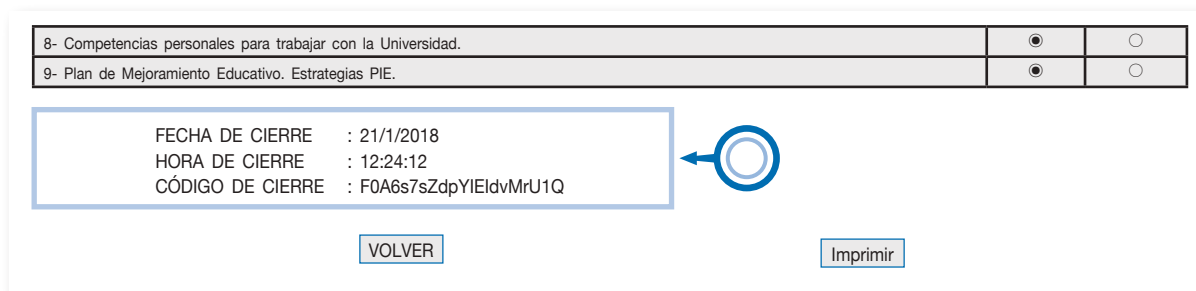 8- Competencias personales para trabajar con la Universidad.
9- Plan de Mejoramiento Educativo. Estrategias PIE.
FECHA DE CIERRE : 21/1/2018
HORA DE CIERRE : 12:24:12
CÓDIGO DE CIERRE : F0A6s7sZdpYlEIdvMrU1Q
VOLVER
Imprimir